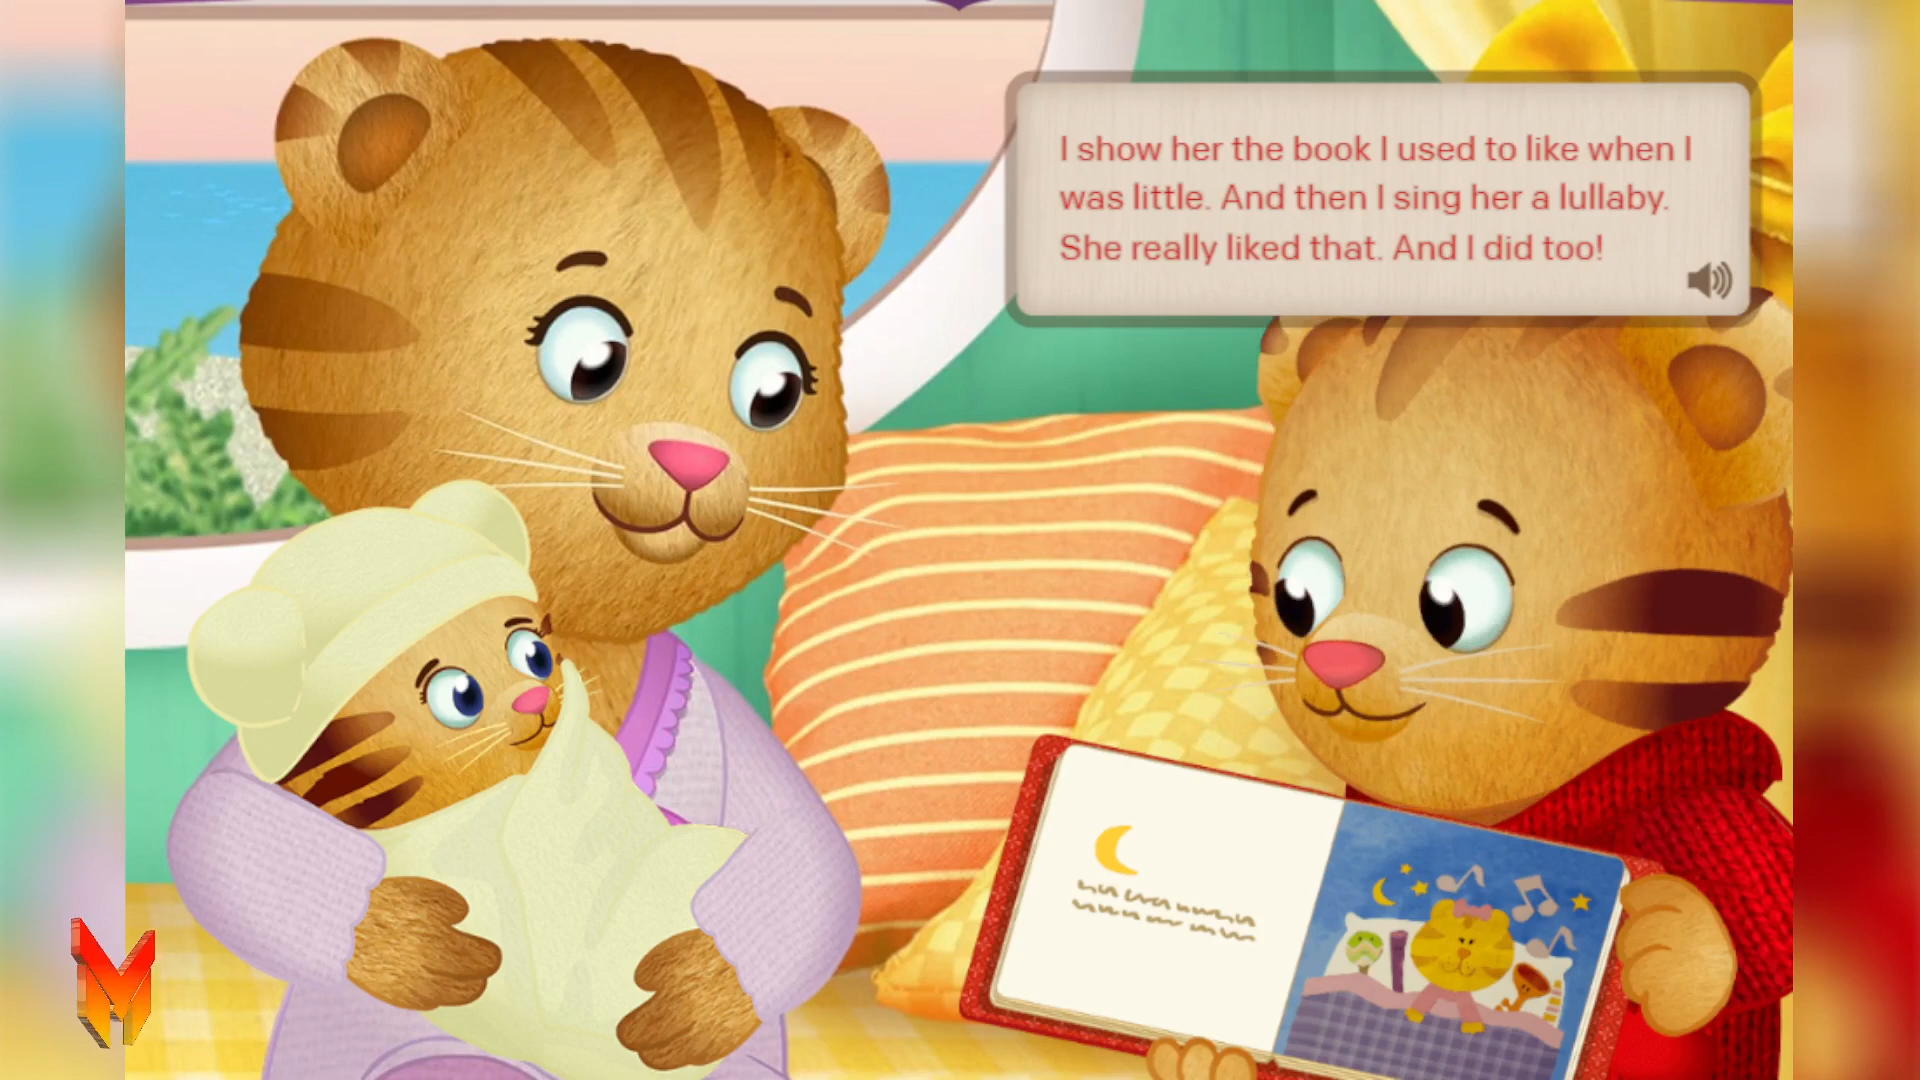 I show her the book I used to like when I
was little. And then I sing her a lullaby.
She really liked that. And I did too!